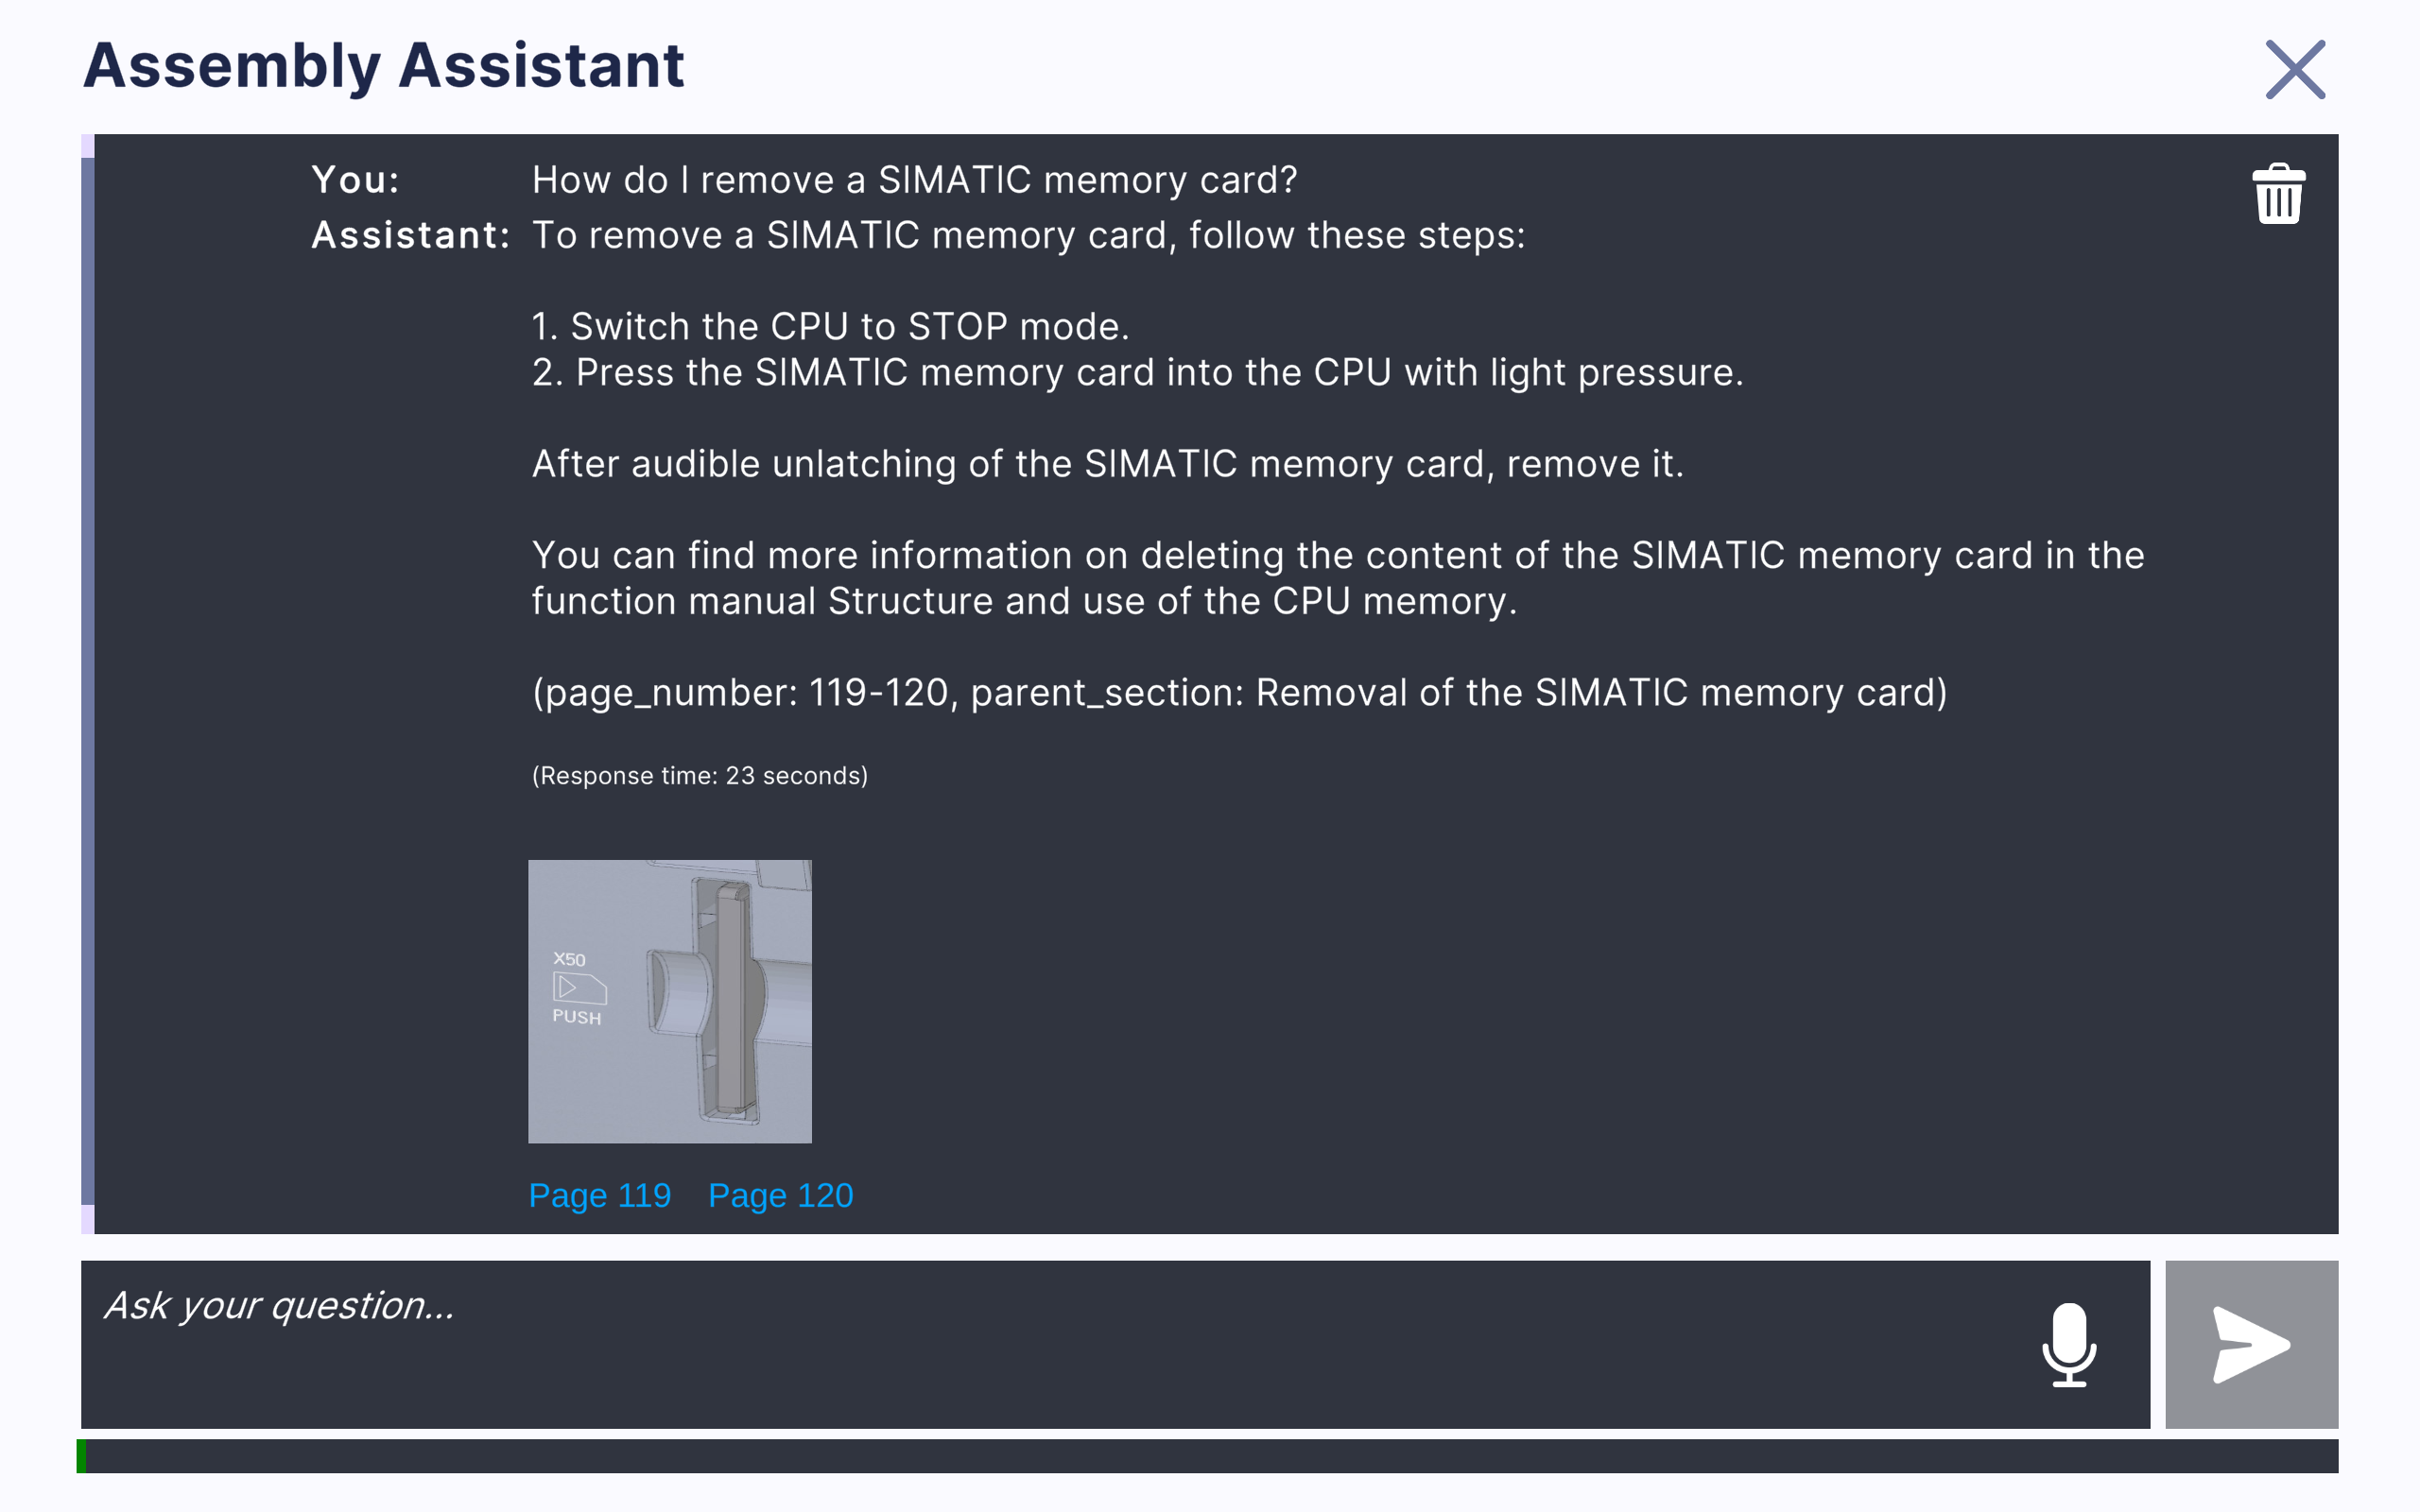 Assembly Assistant
You: How do I remove a SIMATIC memory card?
Assistant: To remove a SIMATIC memory card, follow these steps:
1. Switch the CPU to STOP mode.
2. Press the SIMATIC memory card into the CPU with light pressure.
After audible unlatching of the SIMATIC memory card, remove it.
You can find more information on deleting the content of the SIMATIC memory card in the
function manual Structure and use of the CPU memory.
(page_number: 119-120, parent_section: Removal of the SIMATIC memory card)
(Response time: 23 seconds)
X50
PUSH
Page 119 Page 120
Ask your question...